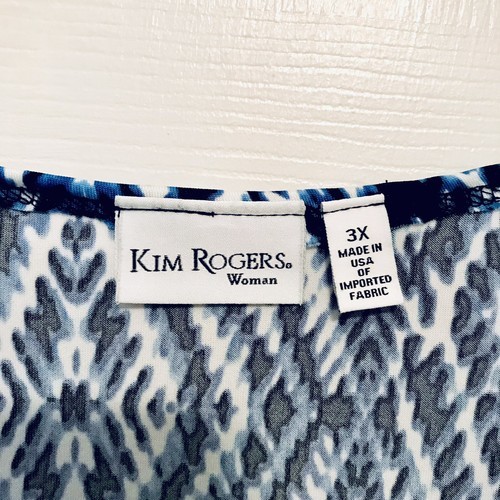 KIM ROGERS®
Woman
3X
MADE IN
USA
OF
IMPORTED
FABRIC